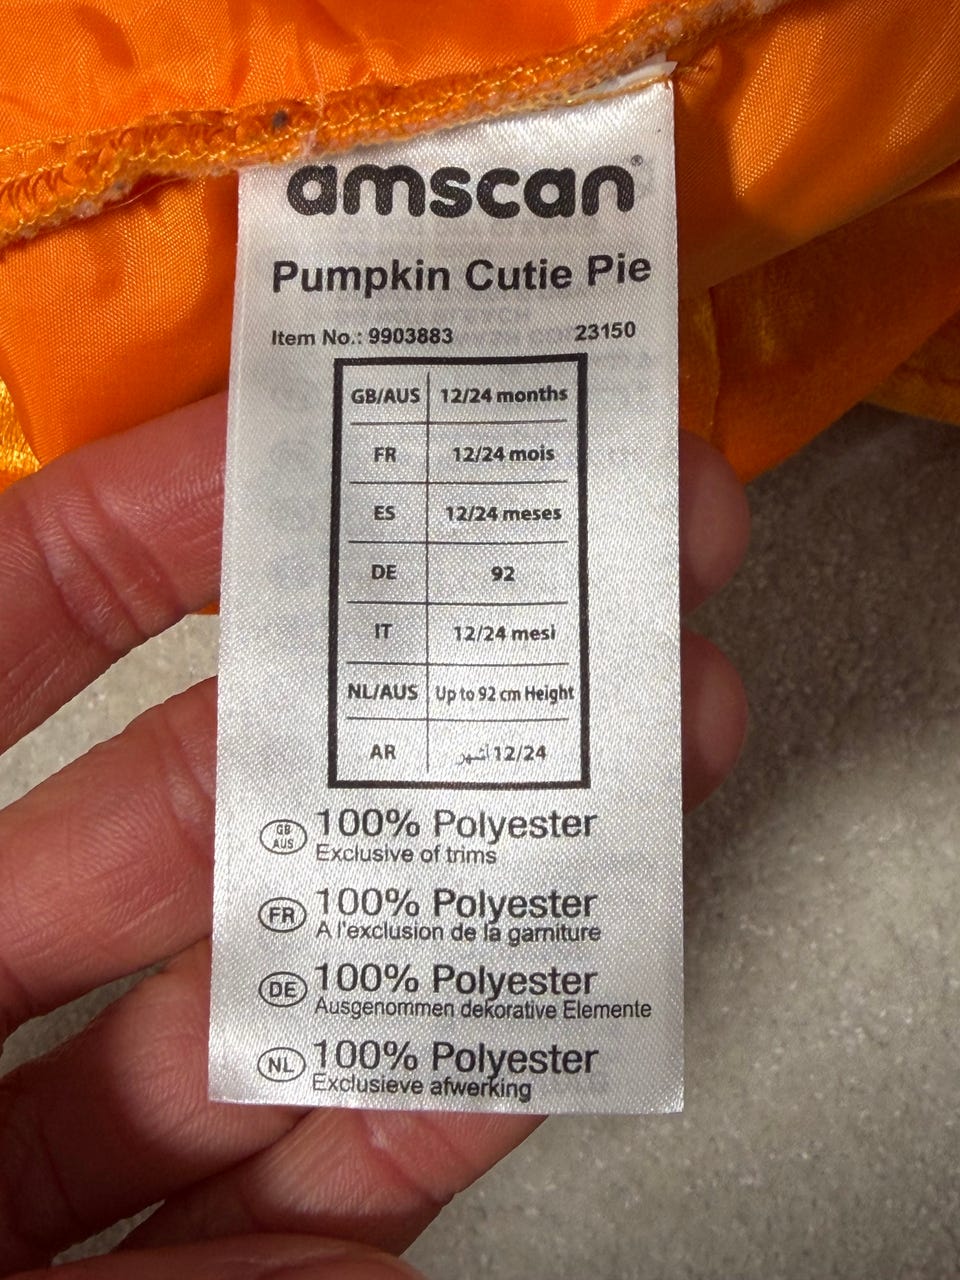 amscan®
Pumpkin Cutie Pie
Item No.: 9903883 23150
GB/AUS 12/24 months
FR 12/24 mois
ES 12/24 meses
DE 92
IT 12/24 mesi
NL/AUS Up to 92 cm Height
AR 12/24 أشهر
GB AUS 100% Polyester
Exclusive of trims
FR 100% Polyester
A l'exclusion de la garniture
DE 100% Polyester
Ausgenommen dekorative Elemente
NL 100% Polyester
Exclusieve afwerking